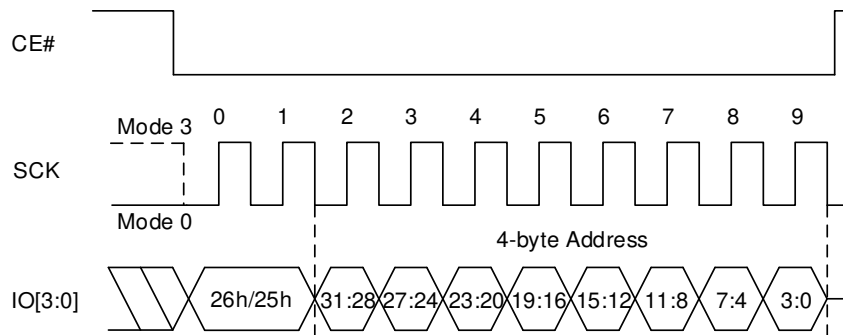 CE#
Mode 3 0 1 2 3 4 5 6 7 8 9
SCK
Mode 0
4-byte Address
IO[3:0] 26h/25h 31:28 27:24 23:20 19:16 15:12 11:8 7:4 3:0